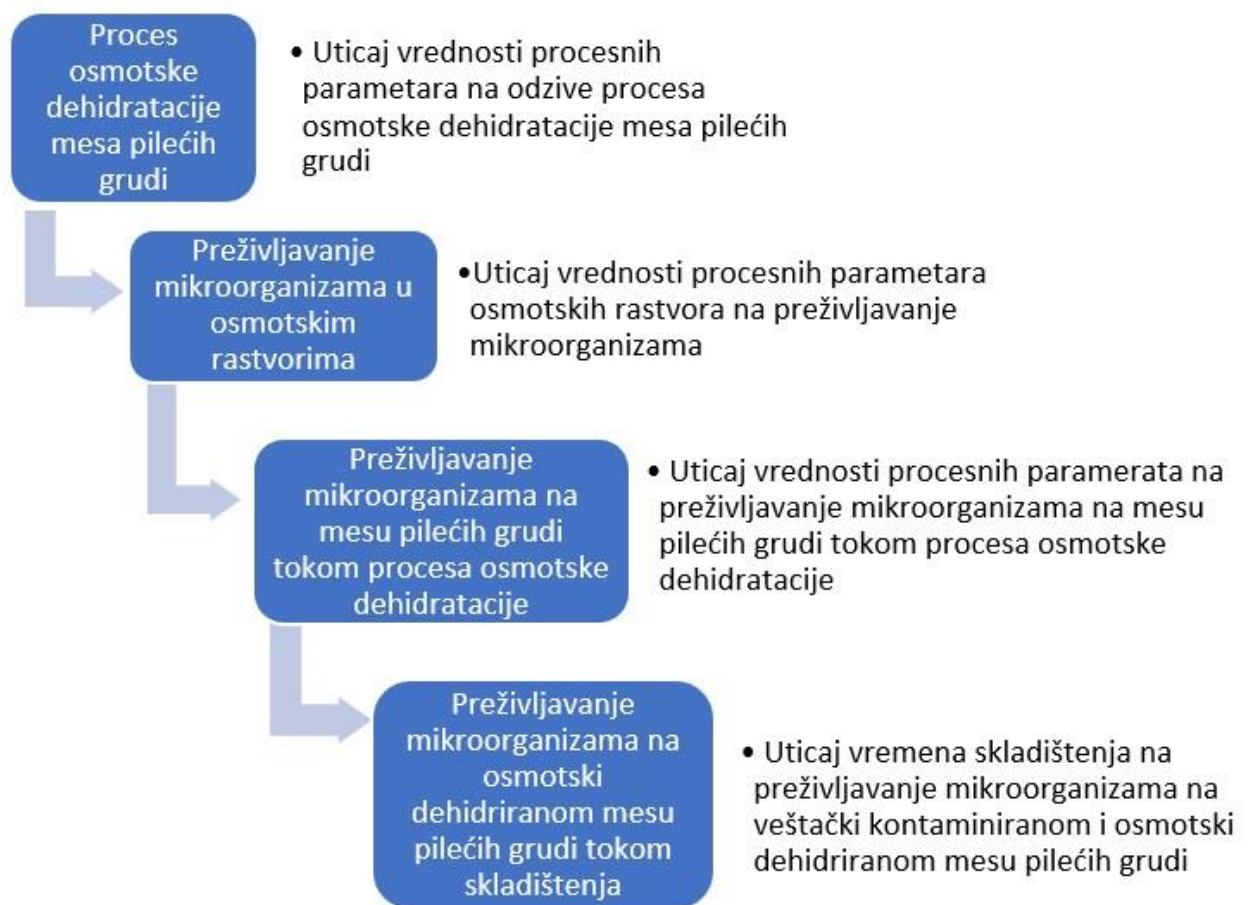 Proces
osmotske
dehidratacije
mesa pilećih
grudi
• Uticaj vrednosti procesnih
parametara na odzive procesa
osmotske dehidratacije mesa pilećih
grudi
Preživljavanje
mikroorganizama u
osmotskim
rastvorima
•Uticaj vrednosti procesnih parametara
osmotskih rastvora na preživljavanje
mikroorganizama
Preživljavanje
mikroorganizama na
mesu pilećih grudi
tokom procesa osmotske
dehidratacije
• Uticaj vrednosti procesnih paramerata na
preživljavanje mikroorganizama na mesu
pilećih grudi tokom procesa osmotske
dehidratacije
Preživljavanje
mikroorganizama na
osmotski
dehidriranom mesu
pilećih grudi tokom
skladištenja
• Uticaj vremena skladištenja na
preživljavanje mikroorganizama na
veštački kontaminiranom i osmotski
dehidriranom mesu pilećih grudi